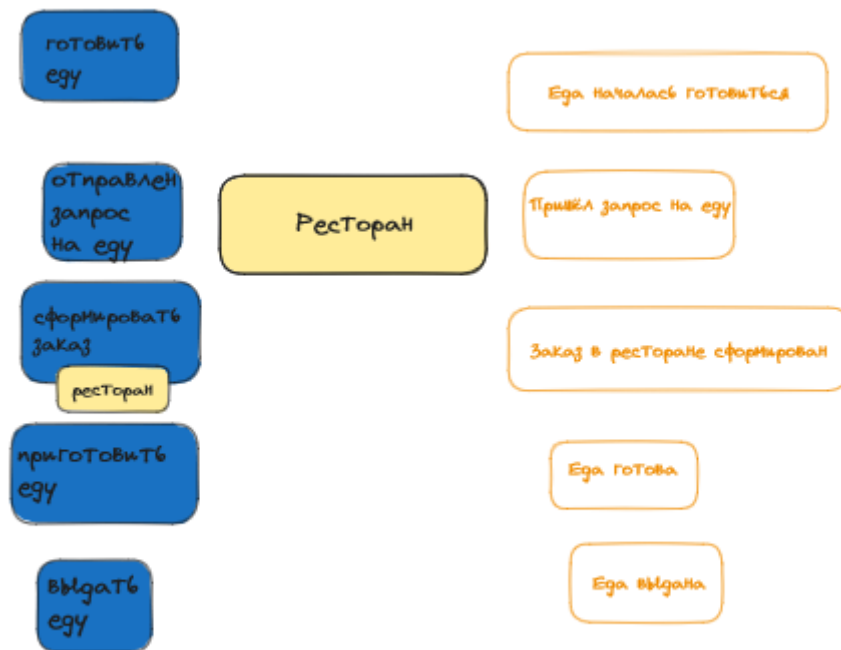 готовить
еду
Еда началась готовиться
отправлен
запрос
на еду
Ресторан
Пришёл запрос на еду
сформировать
заказ
ресторан
Заказ в ресторане сформирован
приготовить
еду
Еда готова
выдать
еду
Еда выдана